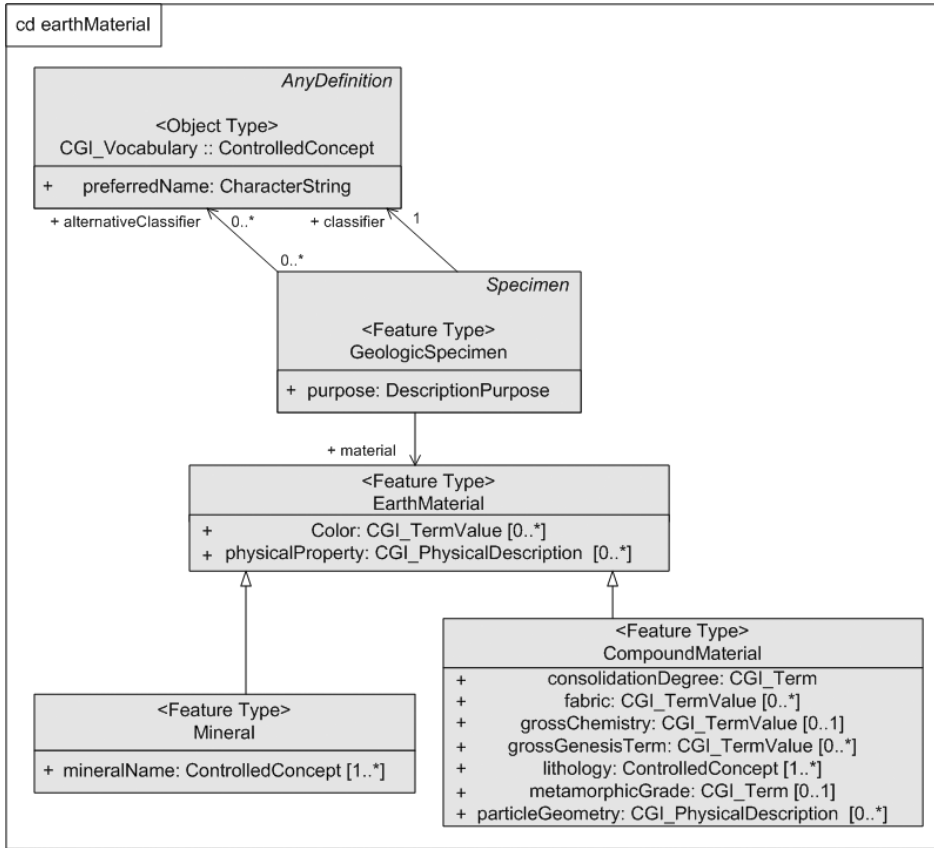 cd earthMaterial
AnyDefinition
<Object Type>
CGI_Vocabulary :: ControlledConcept
+ preferredName: CharacterString
+ alternativeClassifier 0..* + classifier 1
0..*
Specimen
<Feature Type>
GeologicSpecimen
+ purpose: DescriptionPurpose
+ material
<Feature Type>
EarthMaterial
+ Color: CGI_TermValue [0..*]
+ physicalProperty: CGI_PhysicalDescription [0..*]
<Feature Type>
Mineral
+ mineralName: ControlledConcept [1..*]
<Feature Type>
CompoundMaterial
+ consolidationDegree: CGI_Term
+ fabric: CGI_TermValue [0..*]
+ grossChemistry: CGI_TermValue [0..1]
+ grossGenesisTerm: CGI_TermValue [0..*]
+ lithology: ControlledConcept [1..*]
+ metamorphicGrade: CGI_Term [0..1]
+ particleGeometry: CGI_PhysicalDescription [0..*]